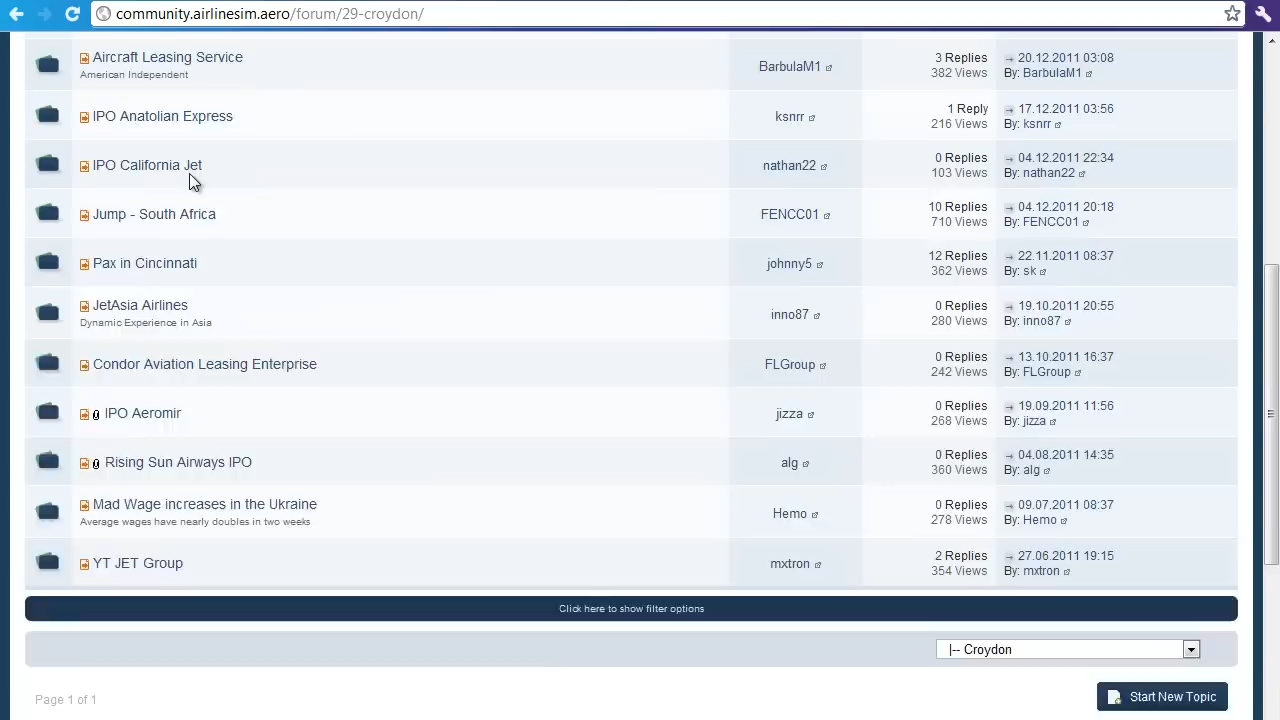 community.airlinesim.aero/forum/29-croydon/
Aircraft Leasing Service
American Independent
BarbulaM1
3 Replies
382 Views
20.12.2011 03:08
By: BarbulaM1
IPO Anatolian Express
ksnrr
1 Reply
216 Views
17.12.2011 03:56
By: ksnrr
IPO California Jet
nathan22
0 Replies
103 Views
04.12.2011 22:34
By: nathan22
Jump - South Africa
FENCC01
10 Replies
710 Views
04.12.2011 20:18
By: FENCC01
Pax in Cincinnati
johnny5
12 Replies
362 Views
22.11.2011 08:37
By: sk
JetAsia Airlines
Dynamic Experience in Asia
inno87
0 Replies
280 Views
19.10.2011 20:55
By: inno87
Condor Aviation Leasing Enterprise
FLGroup
0 Replies
242 Views
13.10.2011 16:37
By: FLGroup
IPO Aeromir
jizza
0 Replies
268 Views
19.09.2011 11:56
By: jizza
Rising Sun Airways IPO
alg
0 Replies
360 Views
04.08.2011 14:35
By: alg
Mad Wage increases in the Ukraine
Average wages have nearly doubles in two weeks
Hemo
0 Replies
278 Views
09.07.2011 08:37
By: Hemo
YT JET Group
mxtron
2 Replies
354 Views
27.06.2011 19:15
By: mxtron
Click here to show filter options
|-- Croydon
Page 1 of 1
Start New Topic